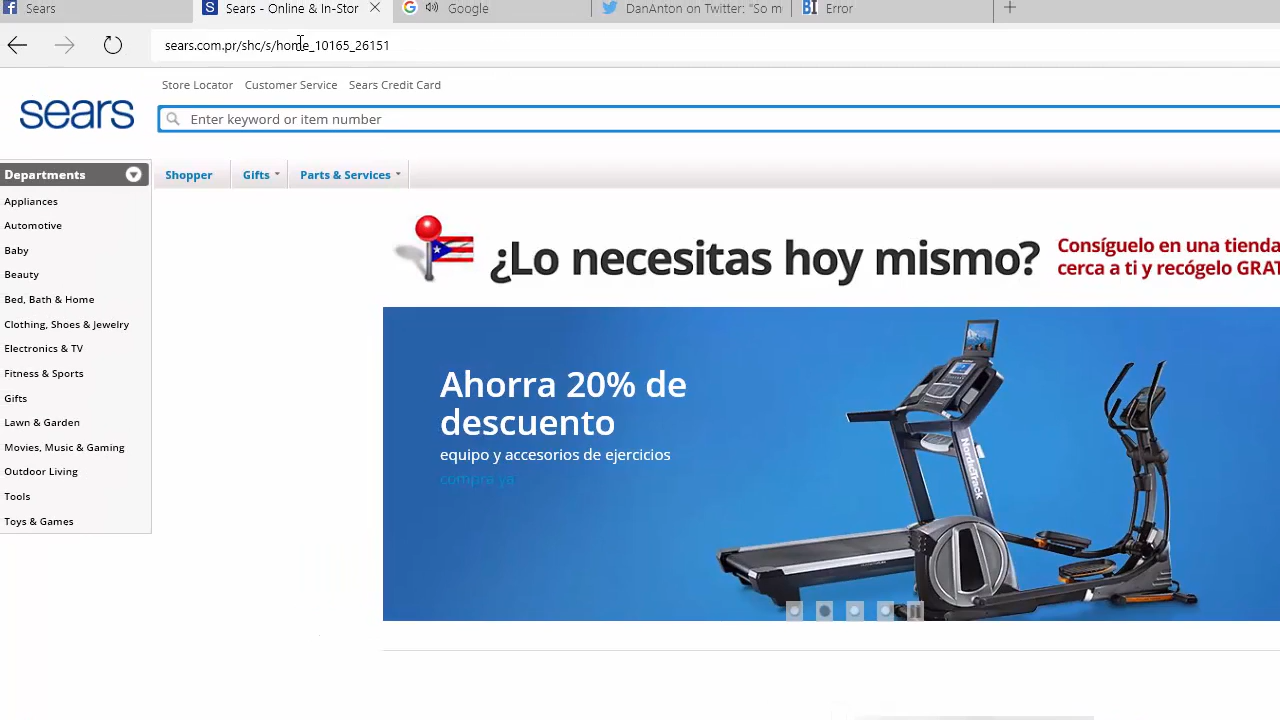 Sears
Sears - Online & In-Stor
Google
DanAnton on Twitter: "So m
Error
sears.com.pr/shc/s/home_10165_26151
Store Locator
Customer Service
Sears Credit Card
sears
Enter keyword or item number
Departments
Shopper
Gifts
Parts & Services
Appliances
Automotive
Baby
Beauty
Bed, Bath & Home
Clothing, Shoes & Jewelry
Electronics & TV
Fitness & Sports
Gifts
Lawn & Garden
Movies, Music & Gaming
Outdoor Living
Tools
Toys & Games
¿Lo necesitas hoy mismo?
Consíguelo en una tienda
cerca a ti y recógelo GRAT
Ahorra 20% de
descuento
equipo y accesorios de ejercicios
compra ya
NordicTrack